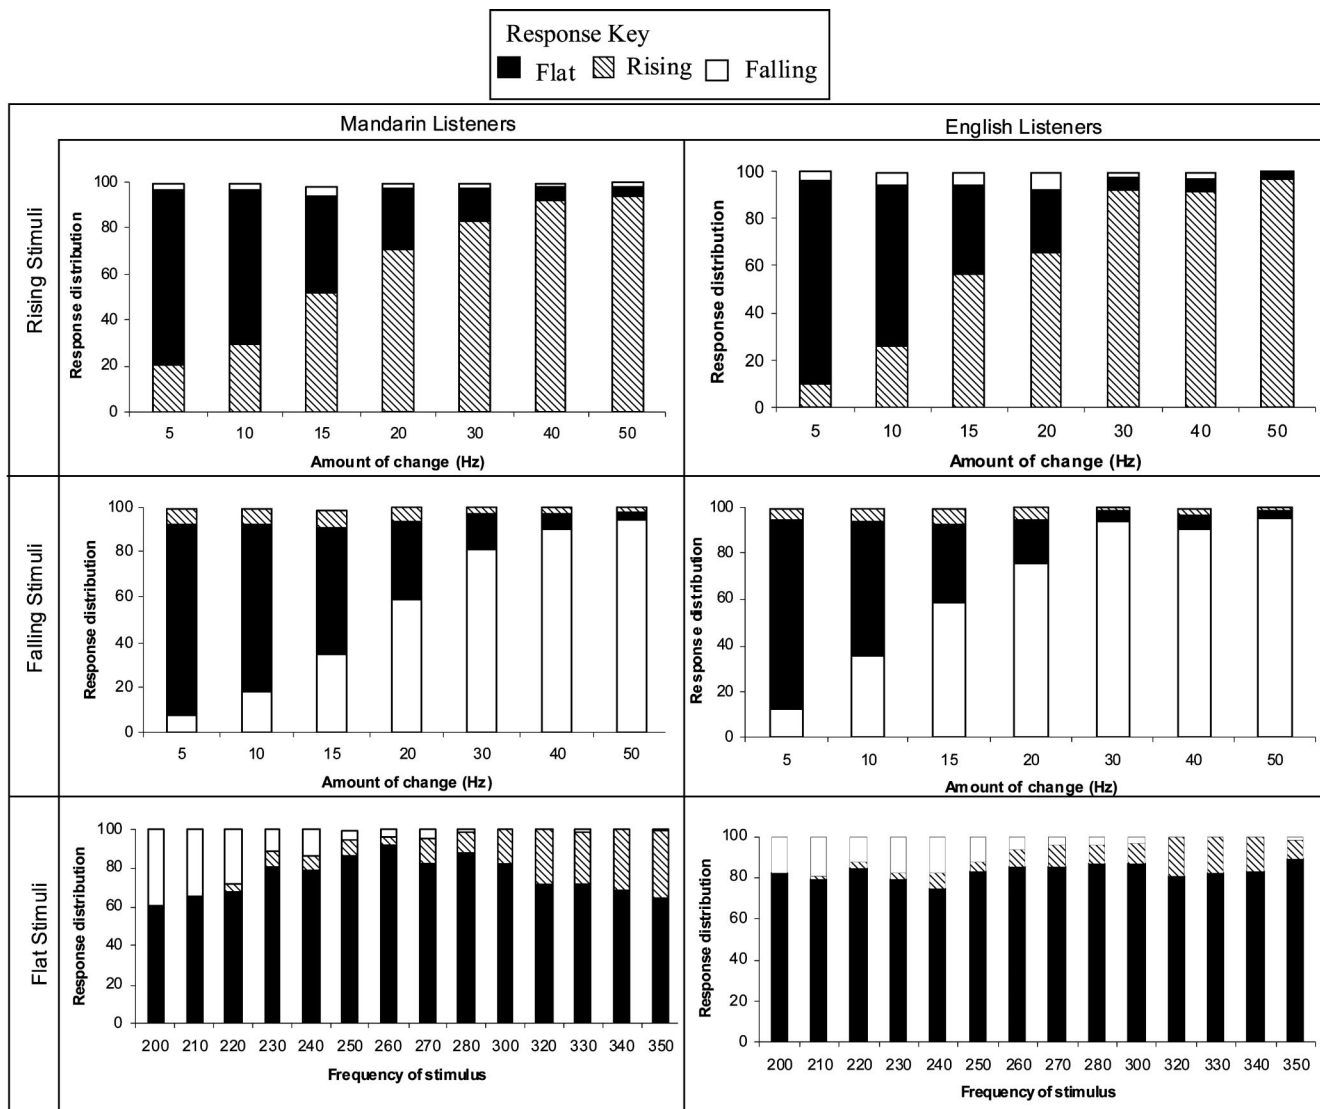 Response Key
Flat Rising Falling
Mandarin Listeners
English Listeners
Rising Stimuli
Response distribution
100
80
60
40
20
0
5 10 15 20 30 40 50
Amount of change (Hz)
Response distribution
100
80
60
40
20
0
5 10 15 20 30 40 50
Amount of change (Hz)
Falling Stimuli
Response distribution
100
80
60
40
20
0
5 10 15 20 30 40 50
Amount of change (Hz)
Response distribution
100
80
60
40
20
0
5 10 15 20 30 40 50
Amount of change (Hz)
Flat Stimuli
Response distribution
100
80
60
40
20
0
200 210 220 230 240 250 260 270 280 300 320 330 340 350
Frequency of stimulus
Response distribution
100
80
60
40
20
0
200 210 220 230 240 250 260 270 280 300 320 330 340 350
Frequency of stimulus